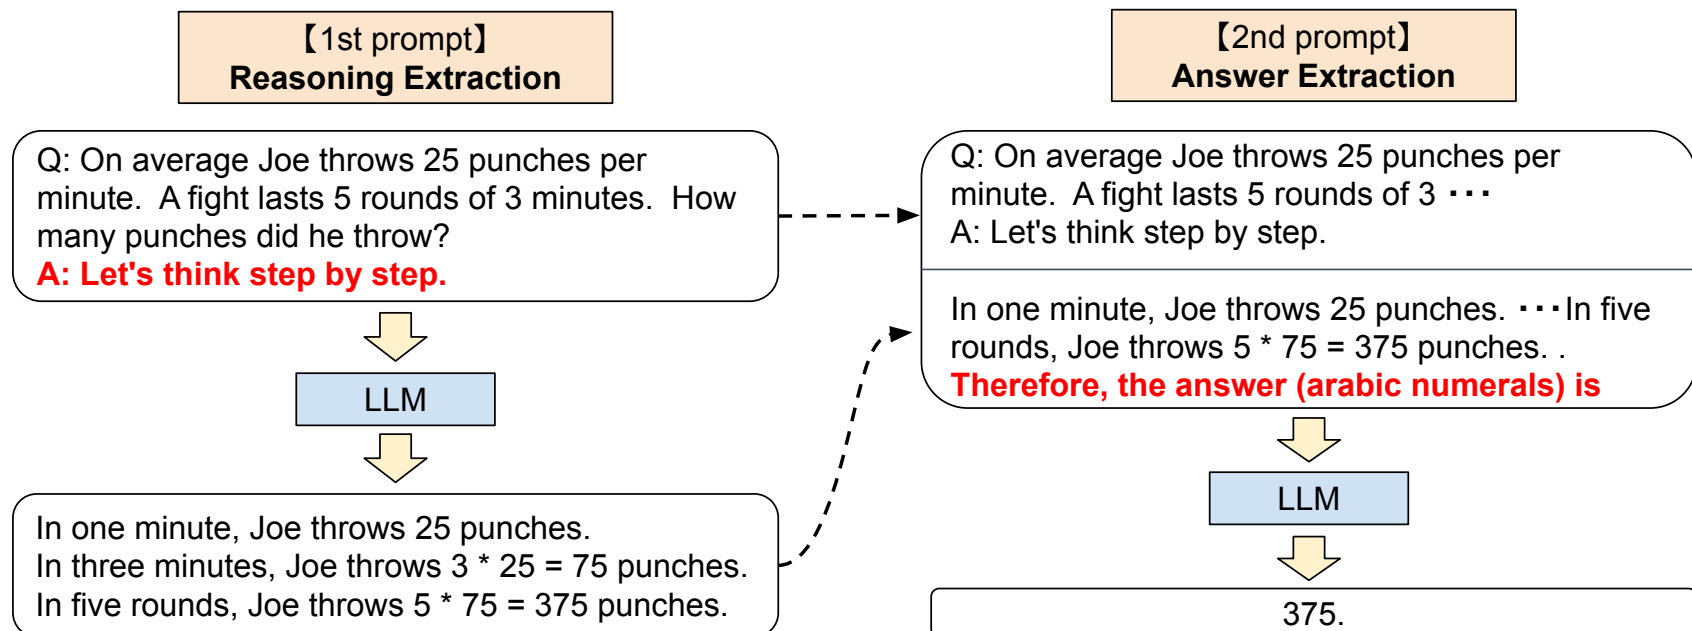 【1st prompt】
Reasoning Extraction
Q: On average Joe throws 25 punches per
minute.  A fight lasts 5 rounds of 3 minutes.  How
many punches did he throw?
A: Let's think step by step.
LLM
In one minute, Joe throws 25 punches.
In three minutes, Joe throws 3 * 25 = 75 punches.
In five rounds, Joe throws 5 * 75 = 375 punches.
【2nd prompt】
Answer Extraction
Q: On average Joe throws 25 punches per
minute.  A fight lasts 5 rounds of 3 ・・・
A: Let's think step by step.
In one minute, Joe throws 25 punches. ・・・In five
rounds, Joe throws 5 * 75 = 375 punches. .
Therefore, the answer (arabic numerals) is
LLM
375.